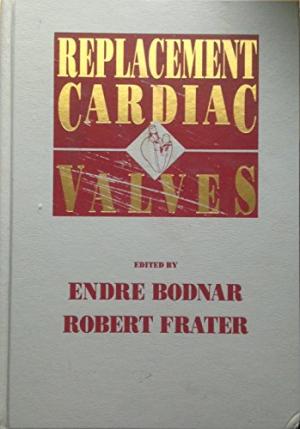 REPLACEMENT
CARDIAC
VALVES
EDITED BY
ENDRE BODNAR
ROBERT FRATER